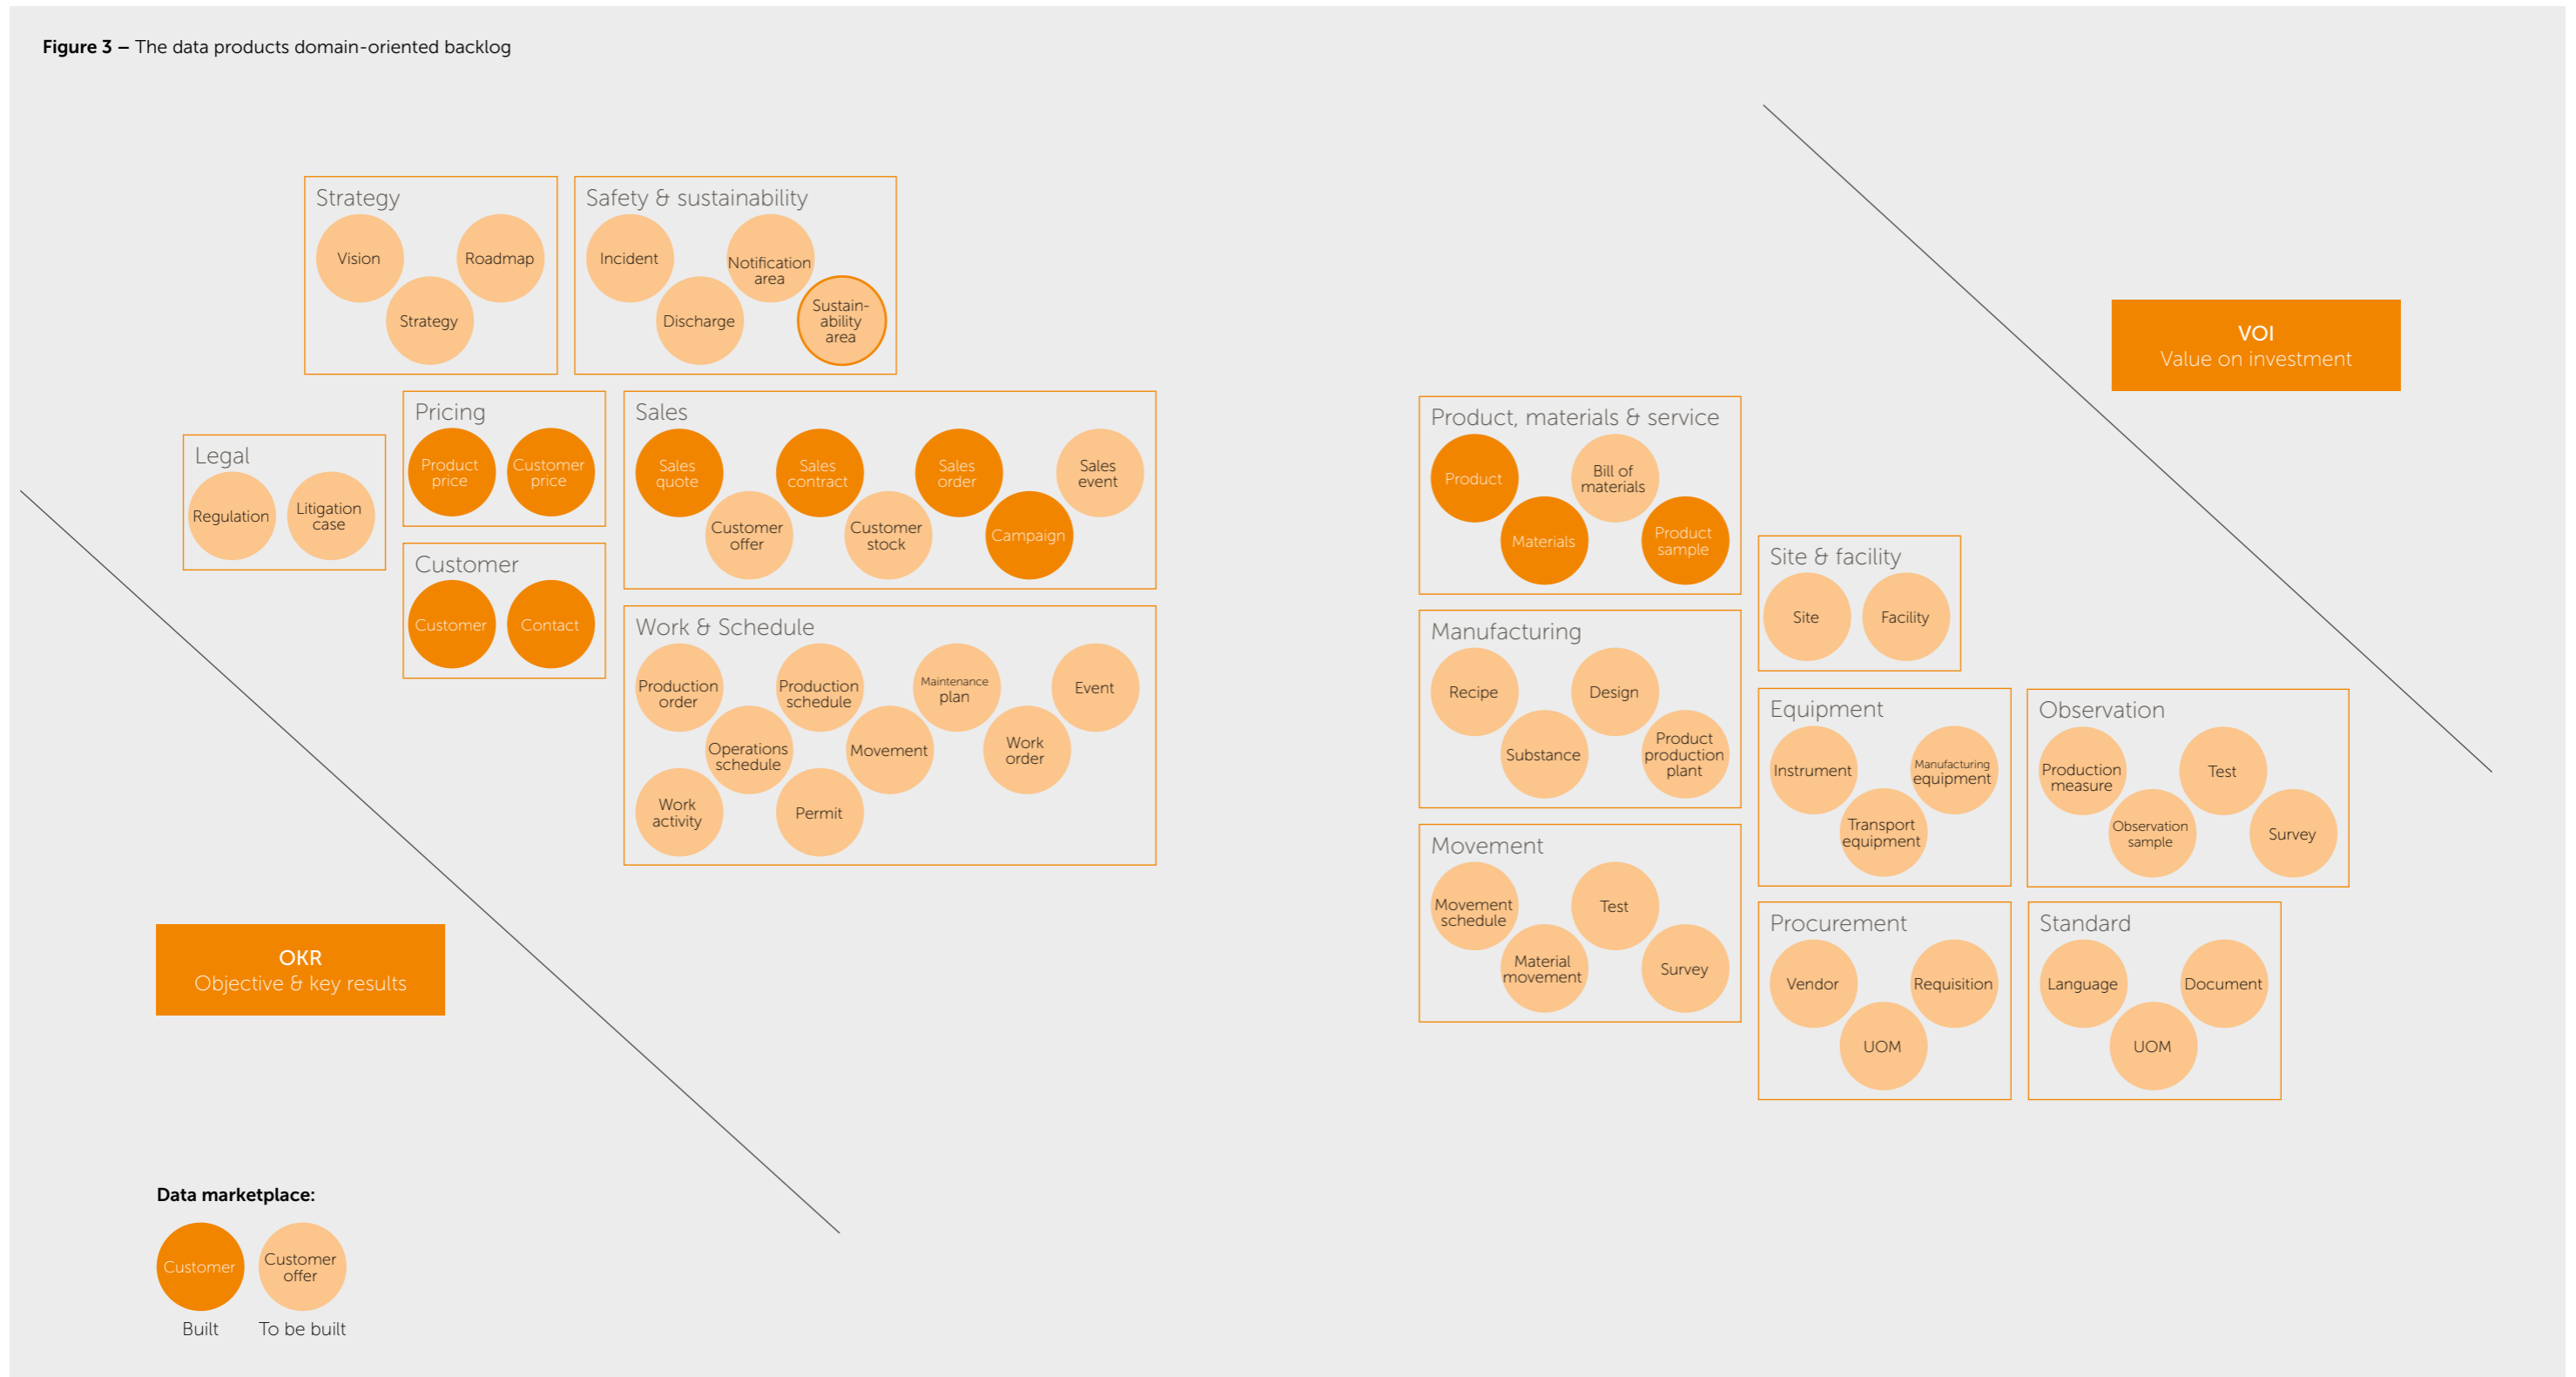 Figure 3 – The data products domain-oriented backlog
Strategy
Vision
Roadmap
Strategy
Safety & sustainability
Incident
Notification
area
Discharge
Sustain-
ability
area
Legal
Regulation
Litigation
case
Pricing
Product
price
Customer
price
Customer
Customer
Contact
Sales
Sales
quote
Sales
contract
Sales
order
Sales
event
Customer
offer
Customer
stock
Campaign
Work & Schedule
Production
order
Production
schedule
Maintenance
plan
Event
Operations
schedule
Movement
Work
order
Work
activity
Permit
Product, materials & service
Product
Bill of
materials
Materials
Product
sample
Manufacturing
Recipe
Design
Substance
Product
production
plant
Movement
Movement
schedule
Test
Material
movement
Survey
Site & facility
Site
Facility
Equipment
Instrument
Manufacturing
equipment
Transport
equipment
Observation
Production
measure
Test
Observation
sample
Survey
Procurement
Vendor
Requisition
UOM
Standard
Language
Document
UOM
VOI
Value on investment
OKR
Objective & key results
Data marketplace:
Customer
Customer
offer
Built
To be built